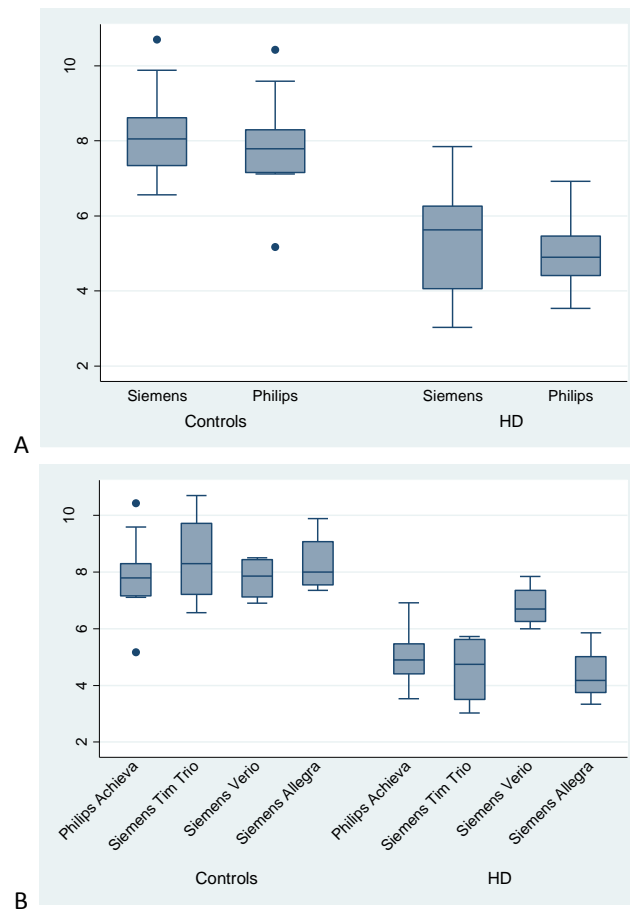 10
8
6
4
2
Siemens Philips Siemens Philips
Controls HD
A
10
8
6
4
2
Philips Achieva Siemens Tim Trio Siemens Verio Siemens Allegra Philips Achieva Siemens Tim Trio Siemens Verio Siemens Allegra
Controls HD
B